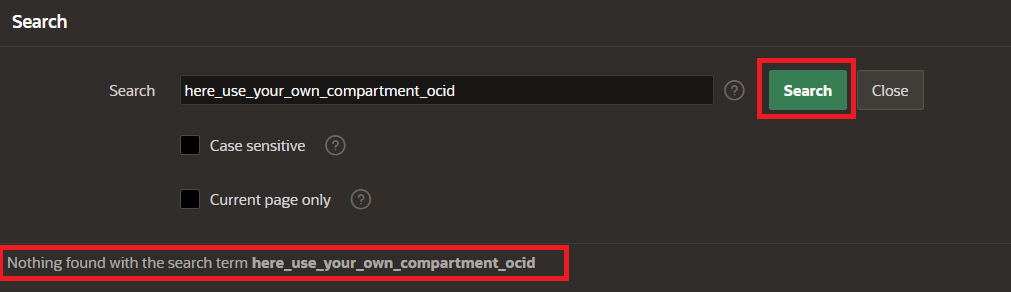 Search
Search here_use_your_own_compartment_ocid ? Search Close
Case sensitive ?
Current page only ?
Nothing found with the search term here_use_your_own_compartment_ocid